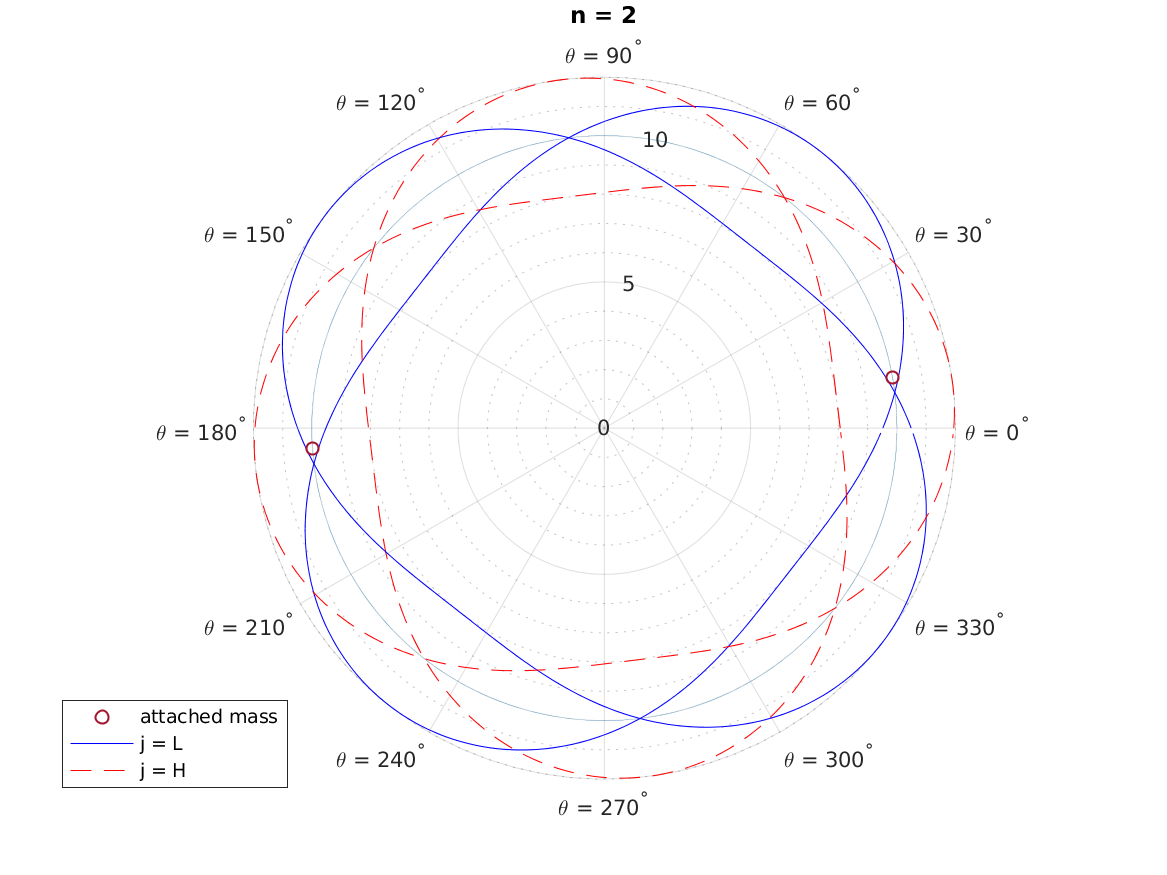 n = 2
θ = 90°
θ = 120°
θ = 60°
10
θ = 150°
θ = 30°
5
θ = 180°
0
θ = 0°
θ = 210°
θ = 330°
attached mass
j = L
j = H
θ = 240°
θ = 300°
θ = 270°